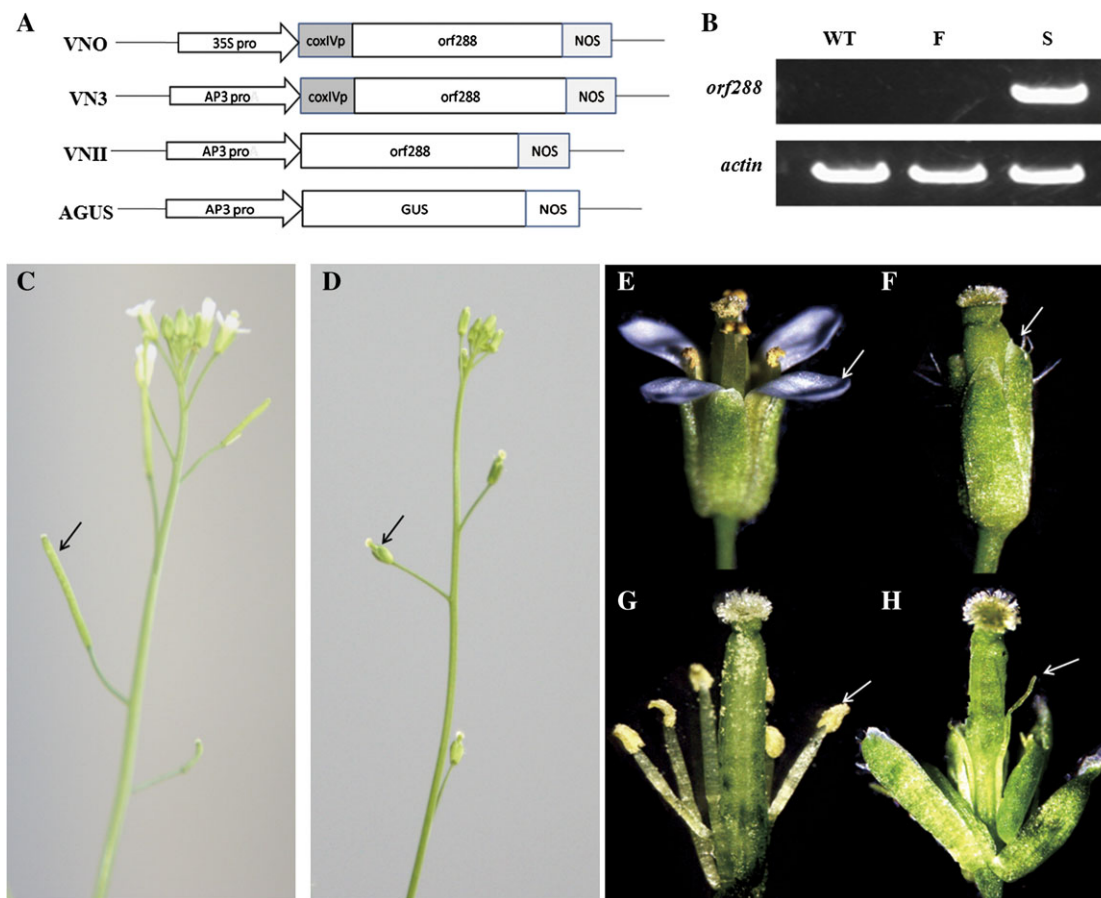 A
VNO 35S pro coxIVp orf288 NOS
VN3 AP3 pro coxIVp orf288 NOS
VNII AP3 pro orf288 NOS
AGUS AP3 pro GUS NOS
B
WT F S
orf288
actin
C
D
E
F
G
H